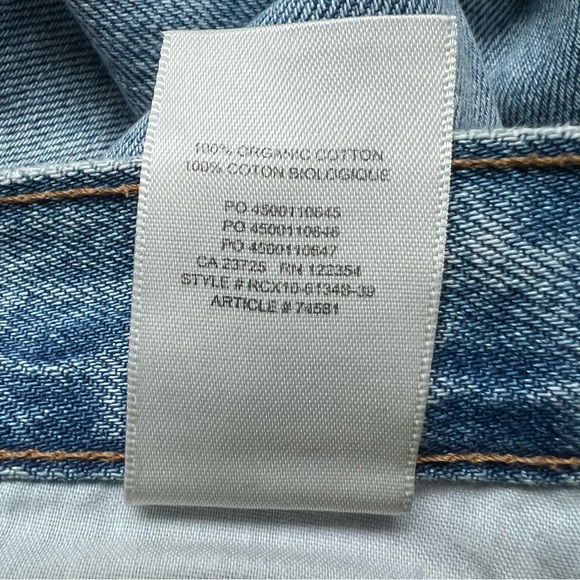 100% ORGANIC COTTON
100% COTON BIOLOGIQUE
PO 4500110645
PO 4500110646
PO 4500110647
CA 23725 RN 122354
STYLE # RCX10-61348-39
ARTICLE # 74581